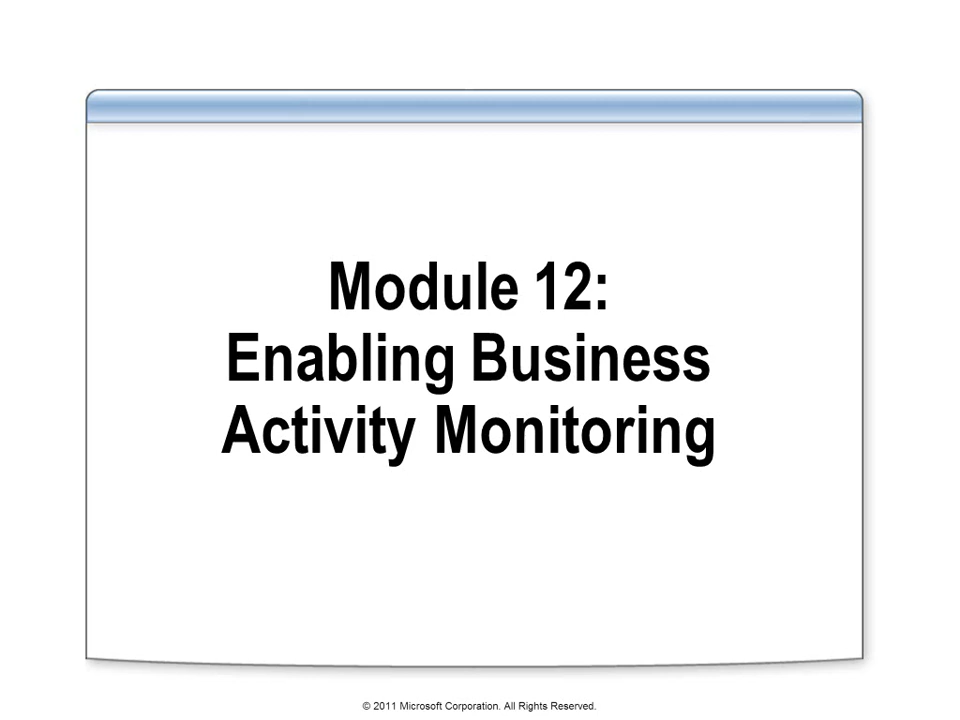 Module 12:
Enabling Business
Activity Monitoring
© 2011 Microsoft Corporation. All Rights Reserved.